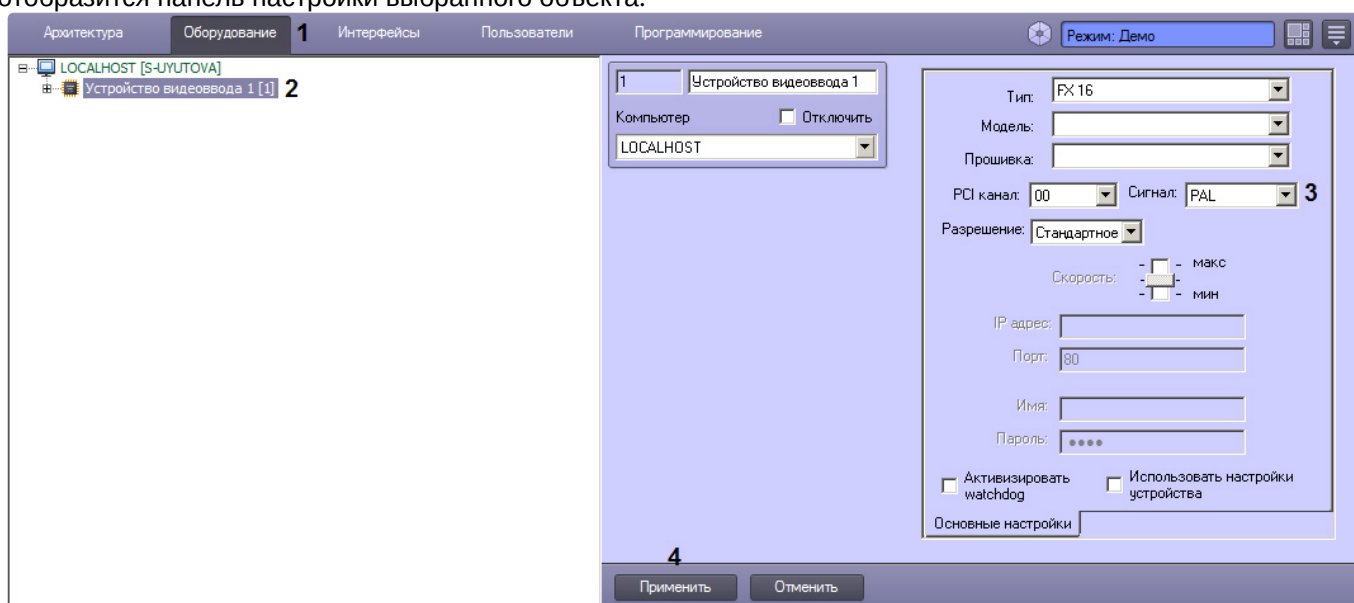 отобразится панель настройки выбранного объекта.
Архитектура Оборудование 1 Интерфейсы Пользователи Программирование Режим: Демо
LOCALHOST [S-UYUTOVA]
Устройство видеоввода 1 [1] 2
1 Устройство видеоввода 1
Компьютер Отключить
LOCALHOST
Тип: FX 16
Модель:
Прошивка:
PCI канал: 00 Сигнал: PAL 3
Разрешение: Стандартное
Скорость: макс
мин
IP адрес:
Порт: 80
Имя:
Пароль: ••••
Активизировать watchdog
Использовать настройки устройства
Основные настройки
4
Применить Отменить